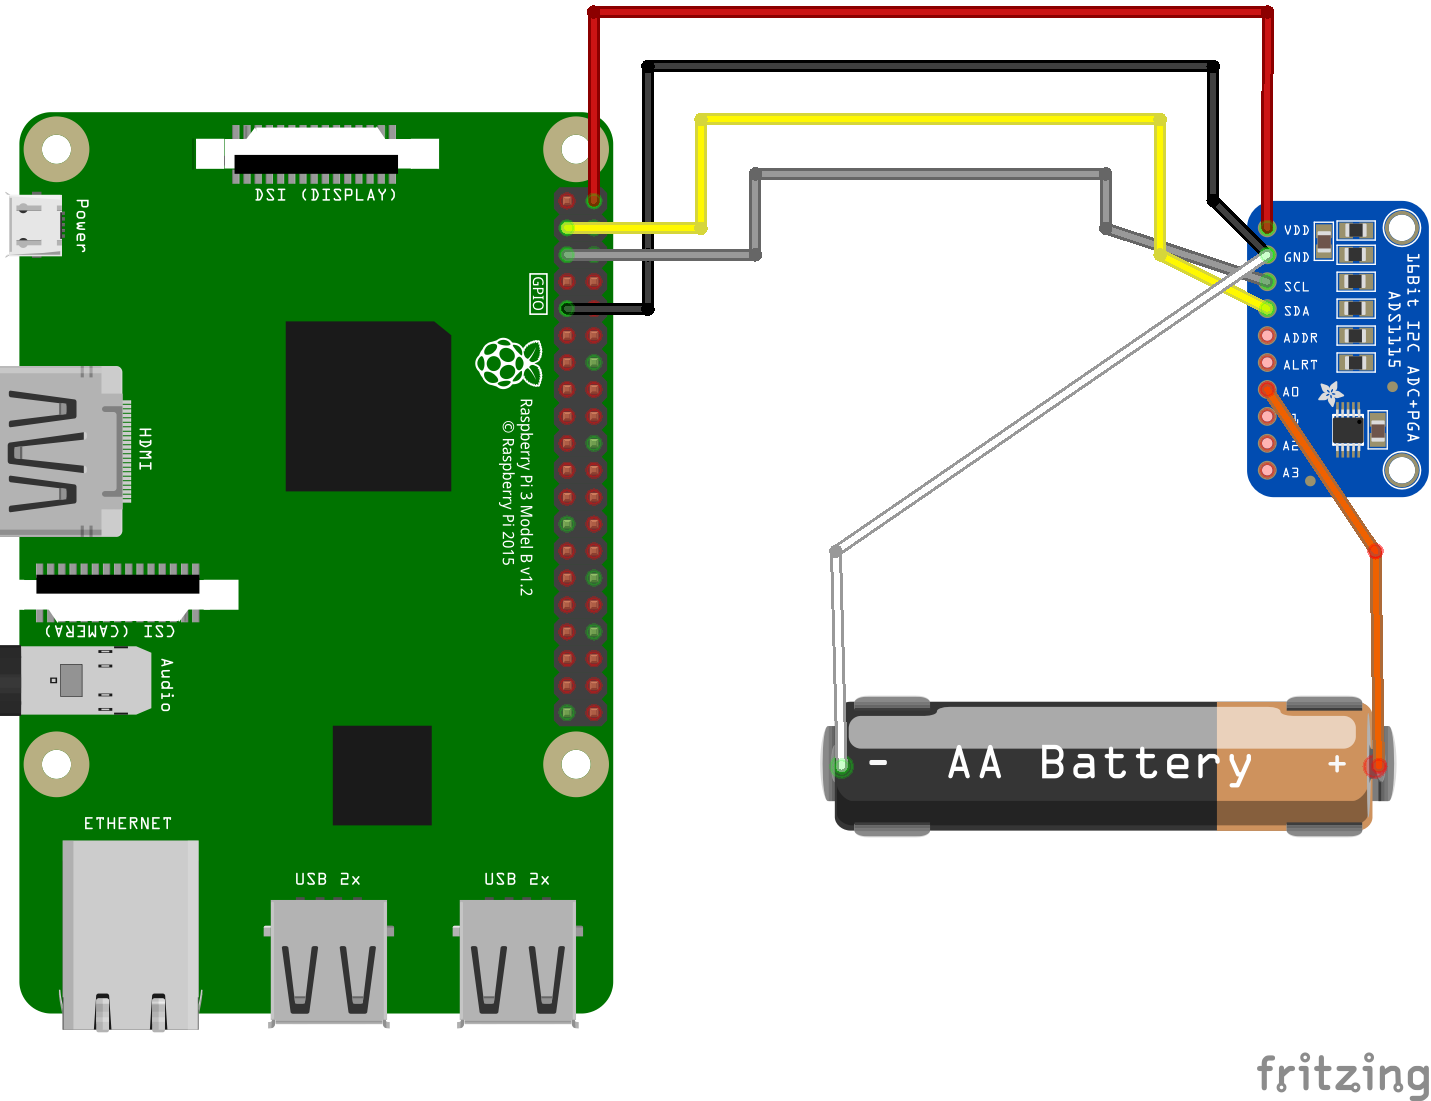 DSI (DISPLAY)
Power
GPIO
HDMI
Raspberry Pi 3 Model B v1.2
© Raspberry Pi 2015
CSI (CAMERA)
Audio
ETHERNET
USB 2x
USB 2x
VDD
GND
SCL
SDA
ADDR
ALRT
A0
A2
A3
16Bit I2C ADC+PGA
ADS1115
- AA Battery +
fritzing